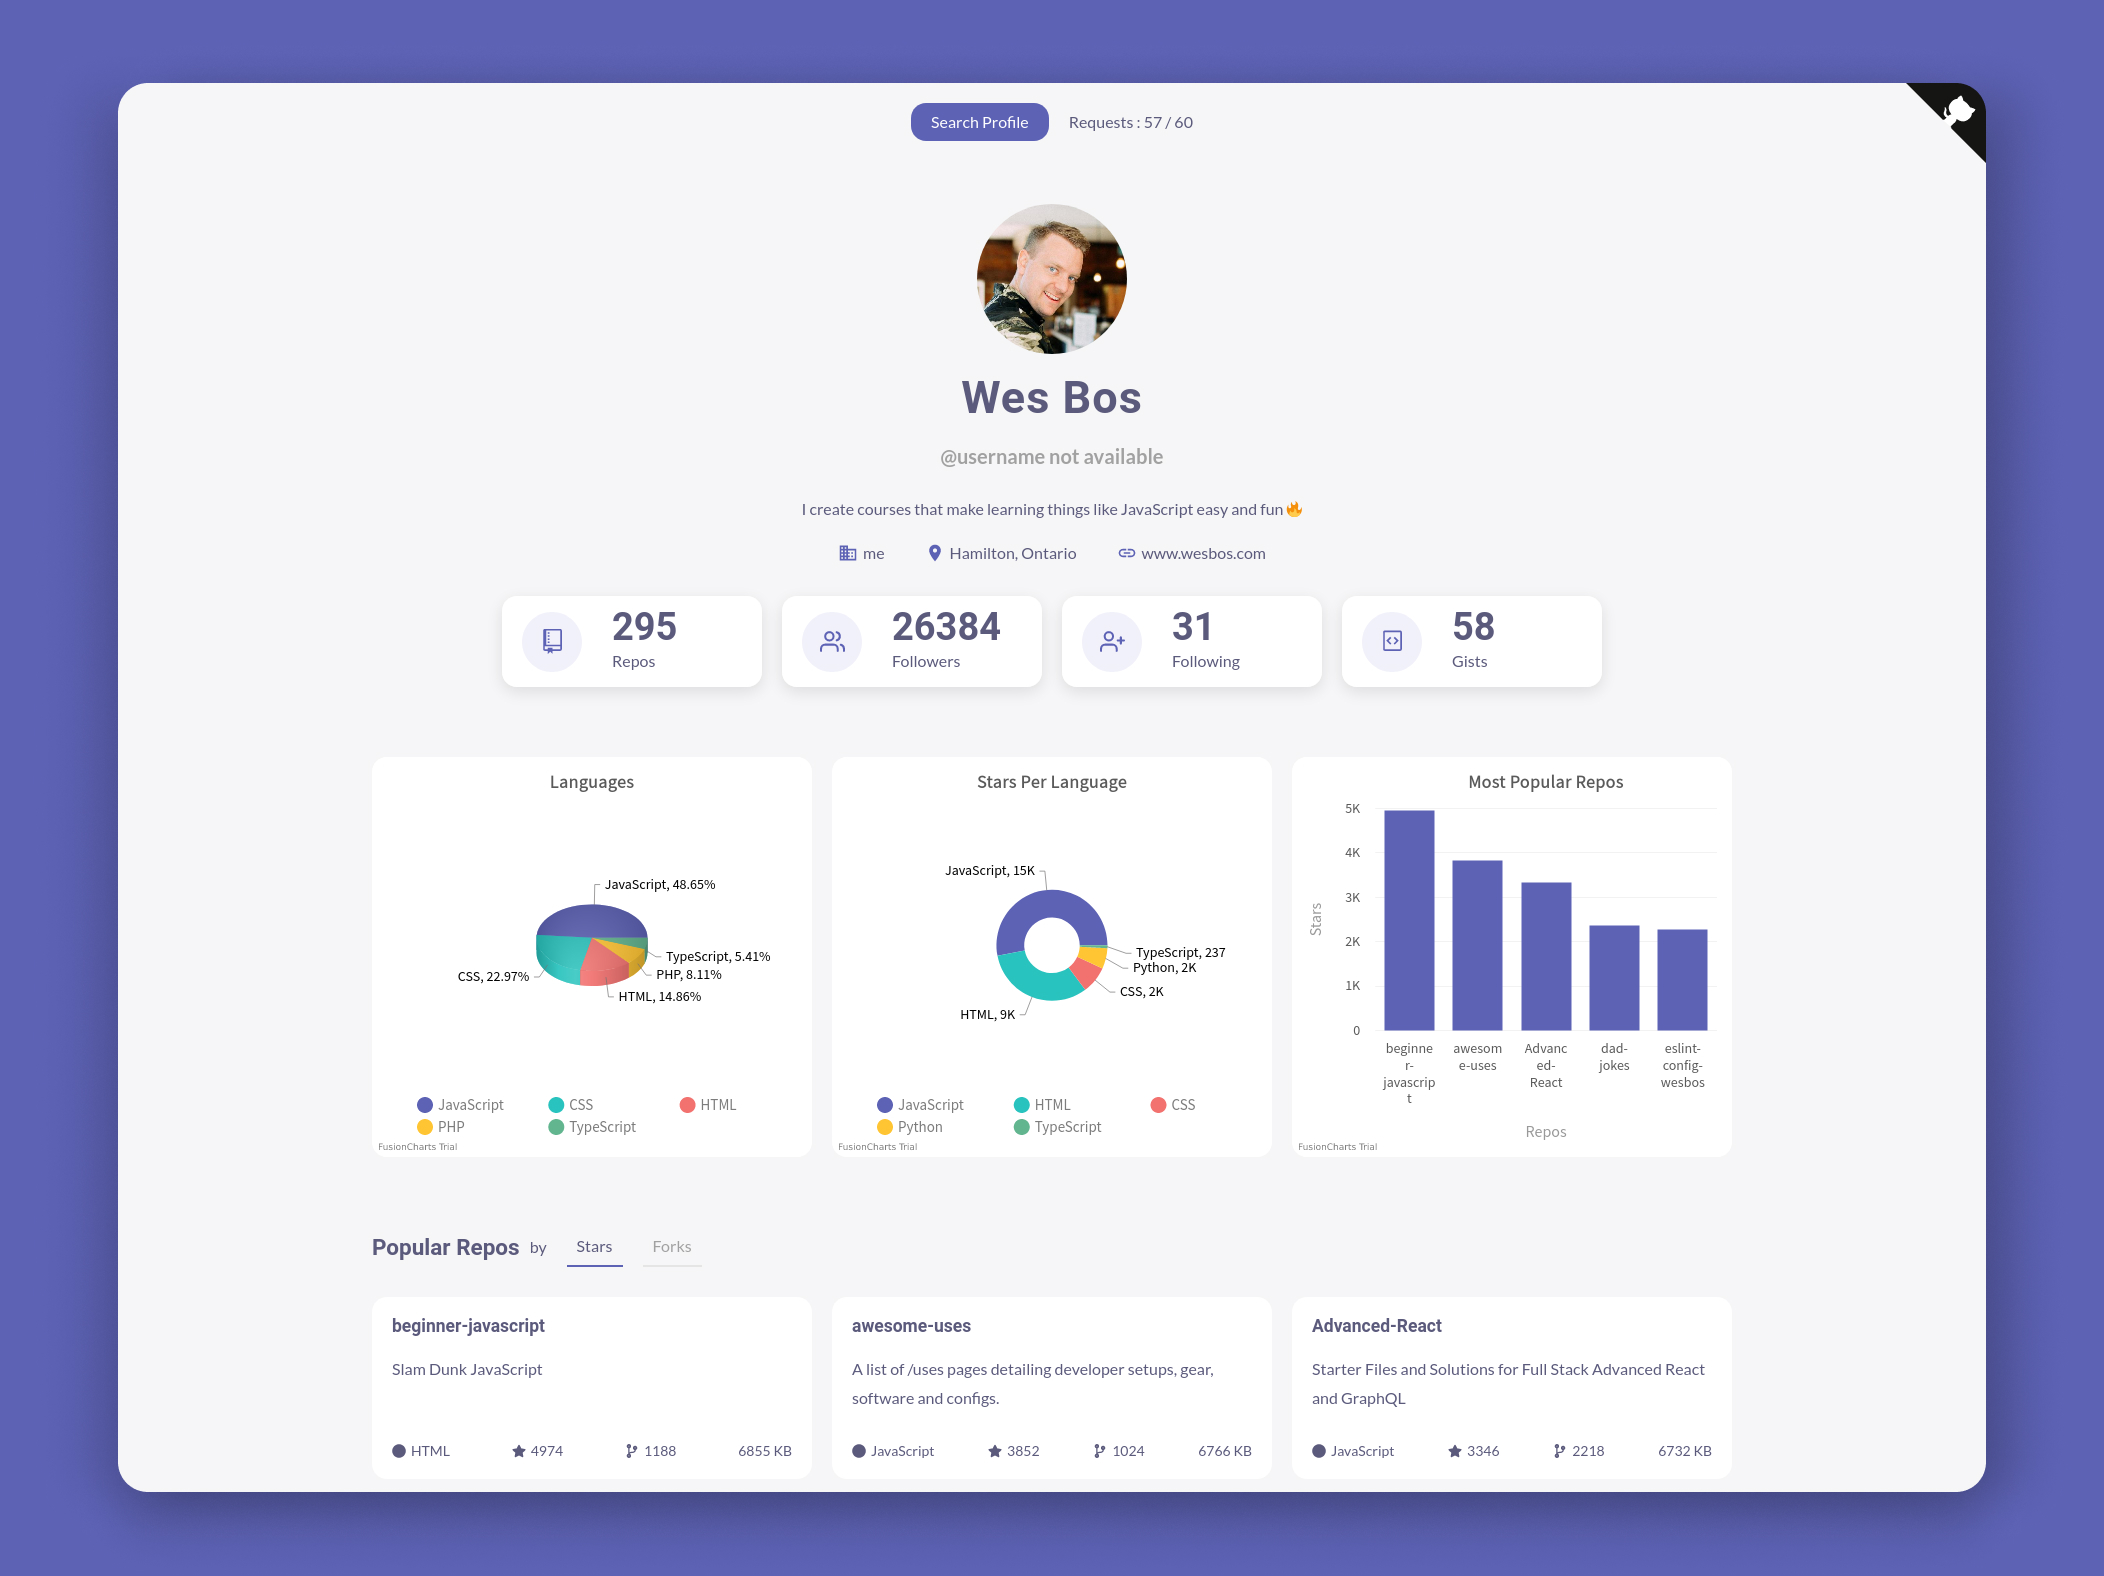 Search Profile Requests : 57 / 60
Wes Bos
@username not available
I create courses that make learning things like JavaScript easy and fun🔥
me Hamilton, Ontario www.wesbos.com
295
Repos
26384
Followers
31
Following
58
Gists
Languages
JavaScript, 48.65%
TypeScript, 5.41%
PHP, 8.11%
CSS, 22.97%
HTML, 14.86%
JavaScript CSS HTML
PHP TypeScript
FusionCharts Trial
Stars Per Language
JavaScript, 15K
TypeScript, 237
Python, 2K
CSS, 2K
HTML, 9K
JavaScript HTML CSS
Python TypeScript
FusionCharts Trial
Most Popular Repos
5K
4K
3K
2K
1K
0
Stars
beginne
r-
javascrip
t
awesom
e-uses
Advanc
ed-
React
dad-
jokes
eslint-
config-
wesbos
Repos
FusionCharts Trial
Popular Repos by Stars Forks
beginner-javascript
Slam Dunk JavaScript
HTML 4974 1188 6855 KB
awesome-uses
A list of /uses pages detailing developer setups, gear,
software and configs.
JavaScript 3852 1024 6766 KB
Advanced-React
Starter Files and Solutions for Full Stack Advanced React
and GraphQL
JavaScript 3346 2218 6732 KB